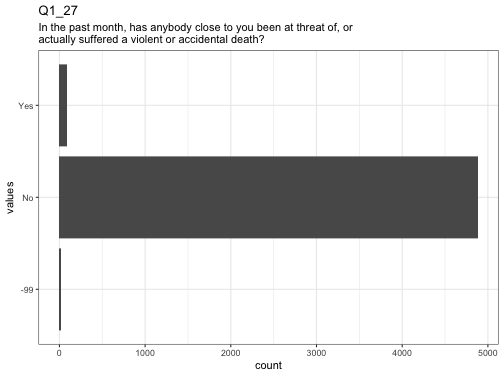 Q1_27
In the past month, has anybody close to you been at threat of, or
actually suffered a violent or accidental death?
Yes
No
-99
values
0
1000
2000
3000
4000
5000
count